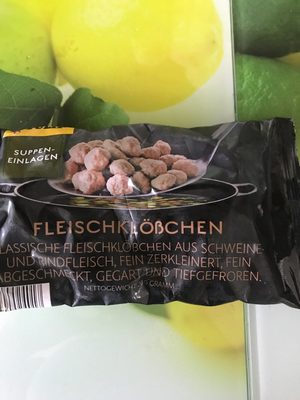 SUPPEN-
EINLAGEN
FLEISCHKLÖßCHEN
KLASSISCHE FLEISCHKLÖßCHEN AUS SCHWEINE-
UND RINDFLEISCH, FEIN ZERKLEINERT, FEIN
ABGESCHMECKT, GEGART UND TIEFGEFROREN.
NETTOGEWICHT GRAMM